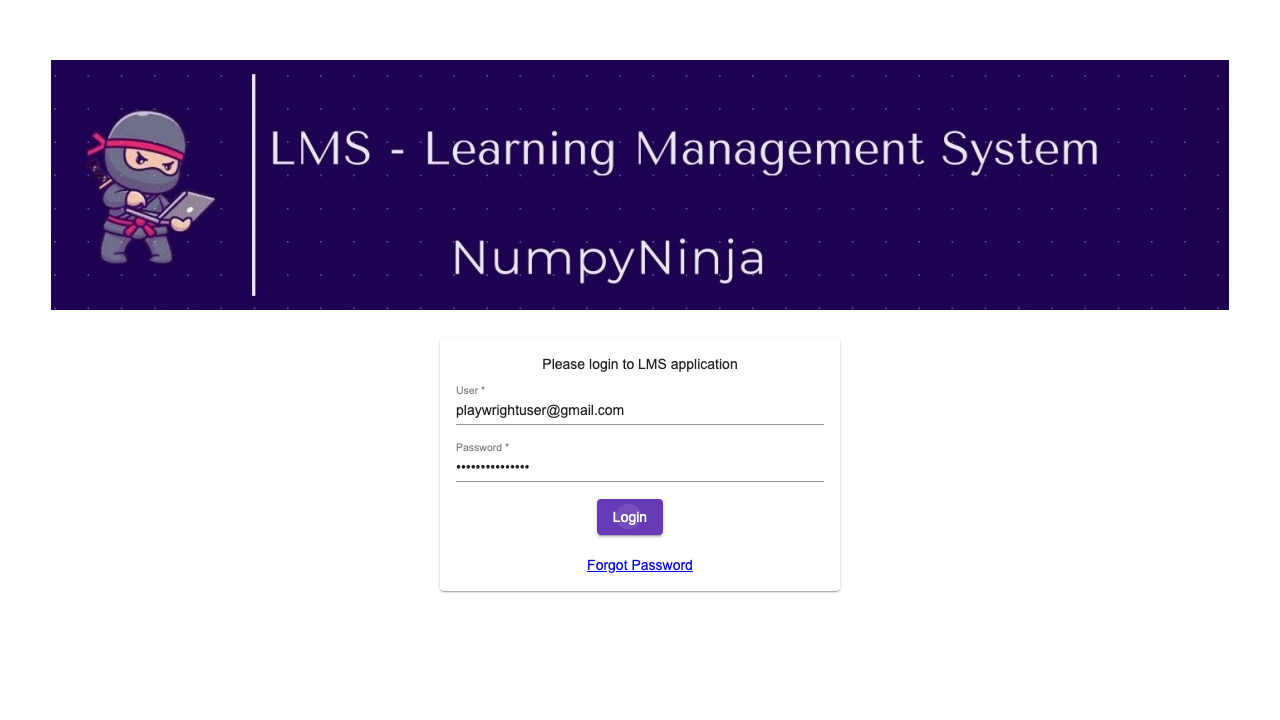 LMS - Learning Management System
NumpyNinja
Please login to LMS application
User *
playwrightuser@gmail.com
Password *
•••••••••••••••
Login
Forgot Password